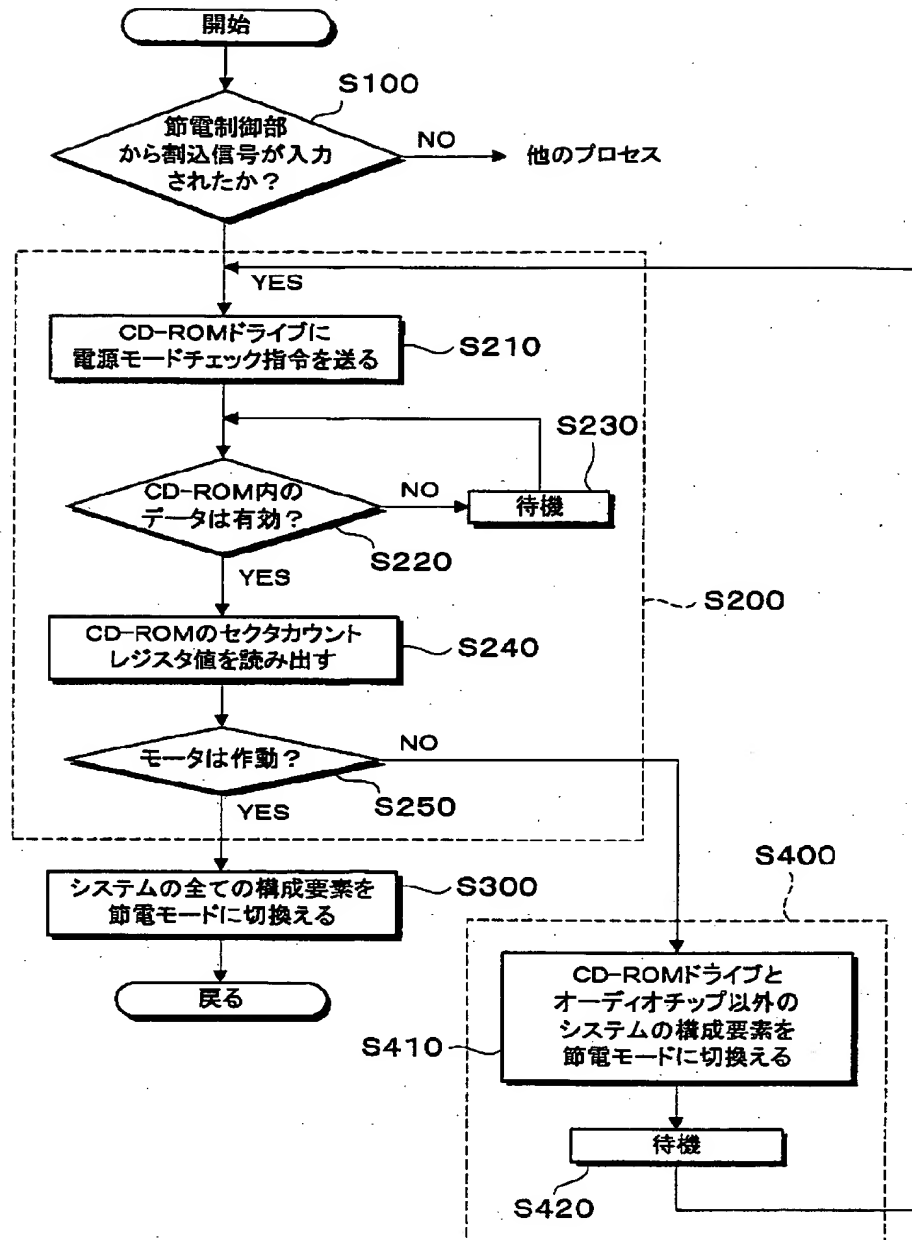 開始
S100
節電制御部
から割込信号が入力
されたか?
NO
他のプロセス
YES
CD-ROMドライブに
電源モードチェック指令を送る
S210
S230
CD-ROM内の
データは有効?
NO
待機
S220
YES
S200
CD-ROMのセクタカウント
レジスタ値を読み出す
S240
モータは作動?
NO
S250
YES
S400
システムの全ての構成要素を
節電モードに切換える
S300
戻る
CD-ROMドライブと
オーディオチップ以外の
システムの構成要素を
節電モードに切換える
S410
待機
S420